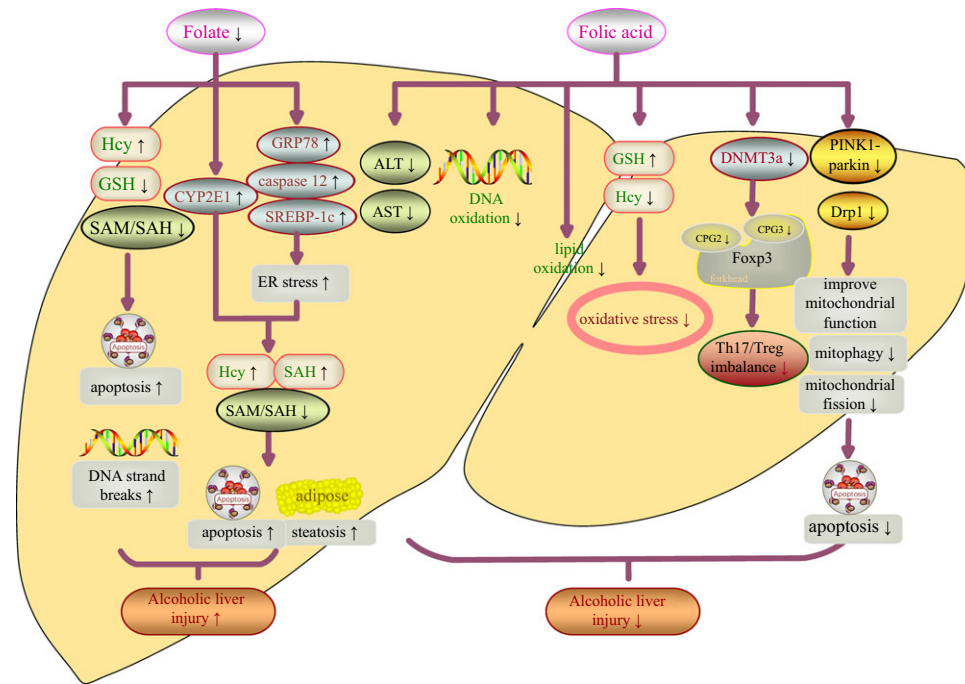 Folate ↓
Folic acid
Hcy ↑
GSH ↓
SAM/SAH ↓
Apoptosis
apoptosis ↑
DNA strand
breaks ↑
CYP2E1 ↑
GRP78 ↑
caspase 12 ↑
SREBP-1c ↑
ER stress ↑
Hcy ↑
SAH ↑
SAM/SAH ↓
Apoptosis
apoptosis ↑
adipose
steatosis ↑
Alcoholic liver
injury ↑
ALT ↓
AST ↓
DNA
oxidation ↓
lipid
oxidation ↓
GSH ↑
Hcy ↓
oxidative stress ↓
DNMT3a ↓
CPG2 ↓
CPG3 ↓
Foxp3
forkhead
Th17/Treg
imbalance ↓
PINK1-
parkin ↓
Drp1 ↓
improve
mitochondrial
function
mitophagy ↓
mitochondrial
fission ↓
Apoptosis
apoptosis ↓
Alcoholic liver
injury ↓